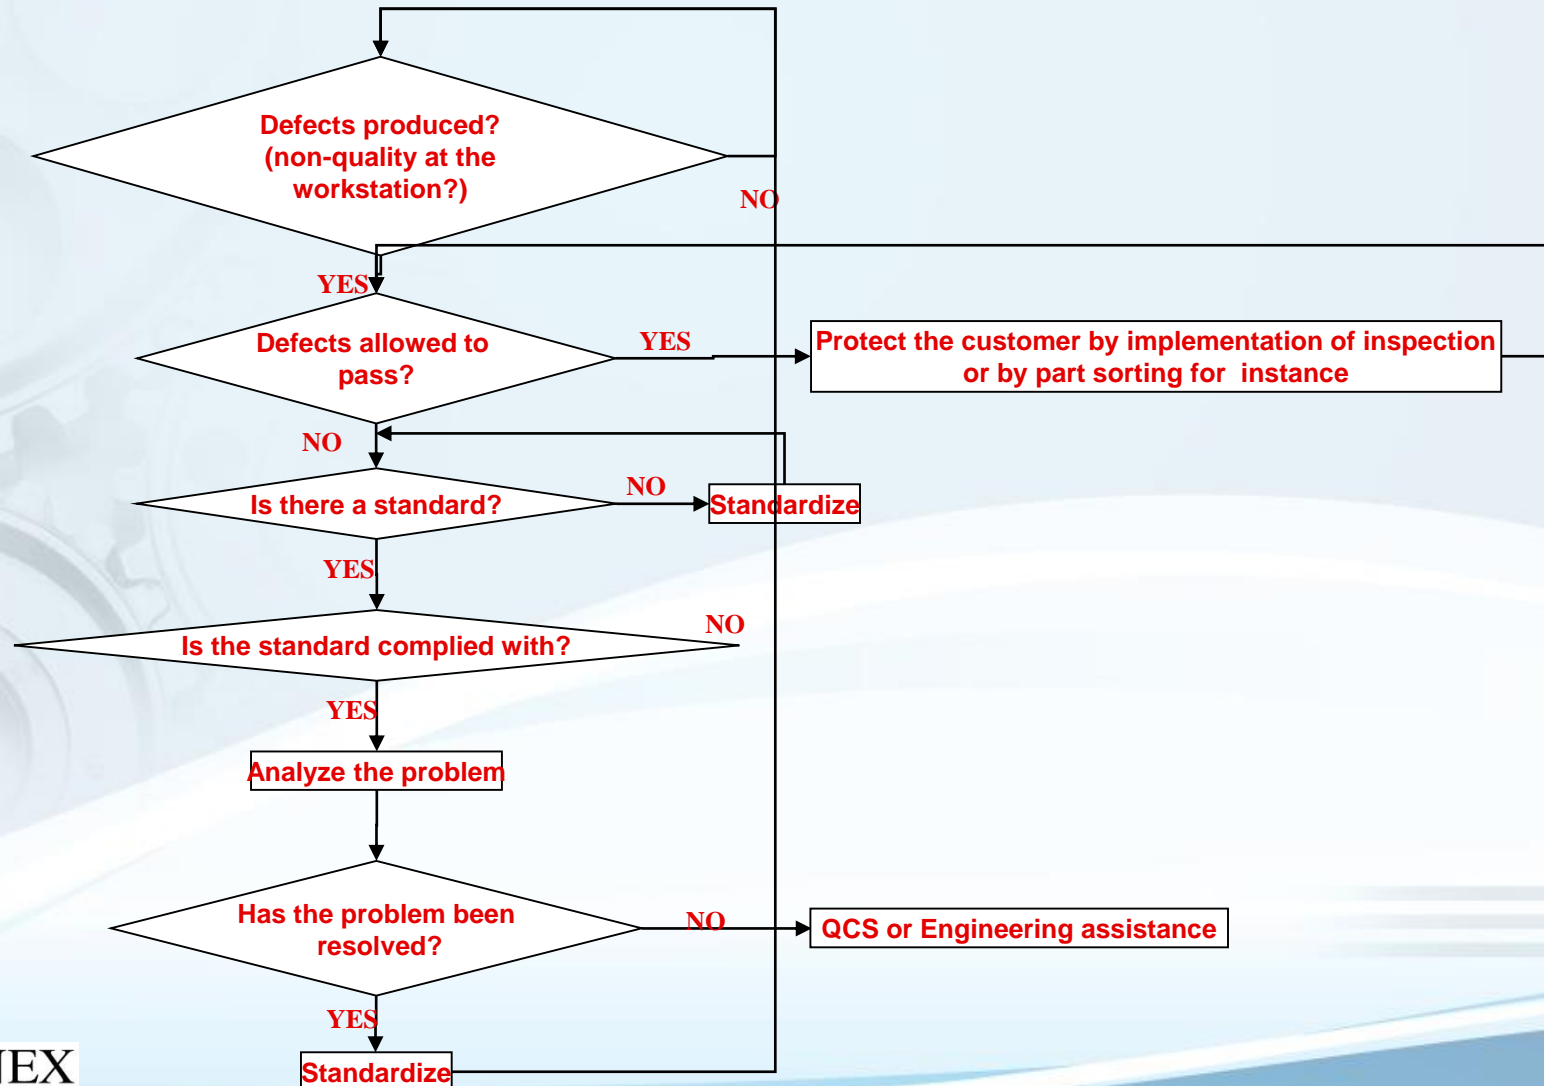 Defects produced?
(non-quality at the
workstation?)
NO
YES
Defects allowed to
pass?
YES
Protect the customer by implementation of inspection
or by part sorting for instance
NO
Is there a standard?
NO
Standardize
YES
Is the standard complied with?
NO
YES
Analyze the problem
Has the problem been
resolved?
NO
QCS or Engineering assistance
YES
Standardize